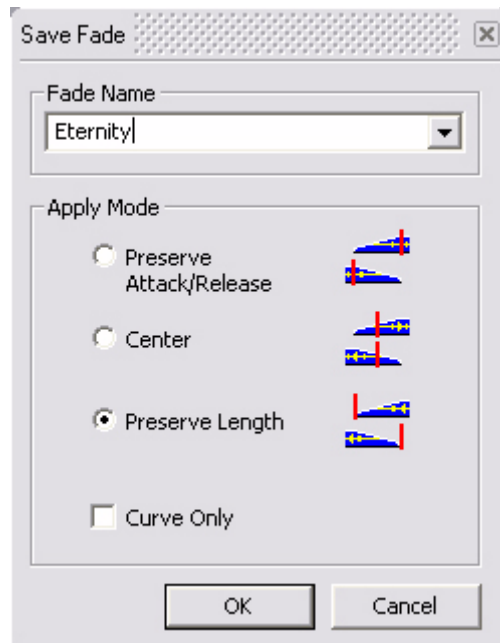 Save Fade
Fade Name
Eternity
Apply Mode
Preserve
Attack/Release
Center
Preserve Length
Curve Only
OK
Cancel